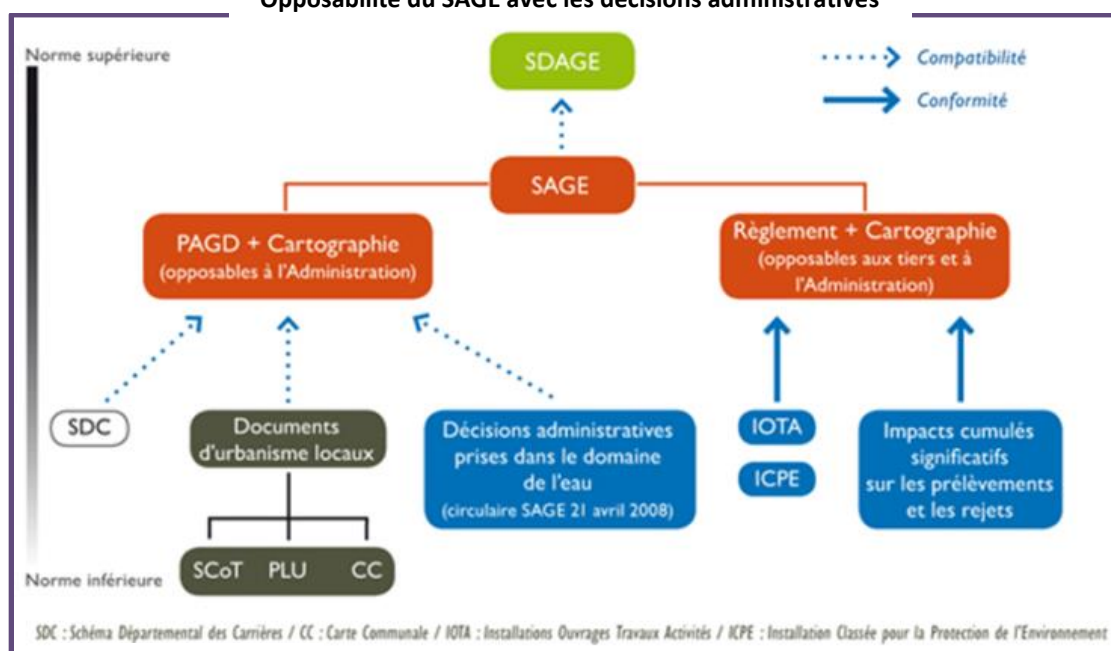 Opposabilité du SAGE avec les décisions administratives
Norme supérieure
SDAGE
Compatibilité
Conformité
SAGE
PAGD + Cartographie
(opposables à l'Administration)
Règlement + Cartographie
(opposables aux tiers et à
l'Administration)
SDC
Documents
d'urbanisme locaux
Décisions administratives
prises dans le domaine
de l'eau
(circulaire SAGE 21 avril 2008)
IOTA
ICPE
Impacts cumulés
significatifs
sur les prélèvements
et les rejets
SCoT PLU CC
Norme inférieure
SDC : Schéma Départemental des Carrières / CC : Carte Communale / IOTA : Installations Ouvrages Travaux Activités / ICPE : Installation Classée pour la Protection de l'Environnement